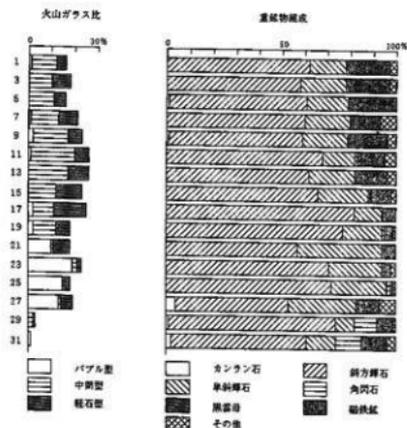 火山ガラス比
重鉱物組成
0 30%
0 50 100
1
3
5
7
9
11
13
15
17
19
21
23
25
27
29
31
バブル型
中間型
軽石型
カンラン石
単斜輝石
黒雲母
その他
斜方輝石
角閃石
磁鉄鉱